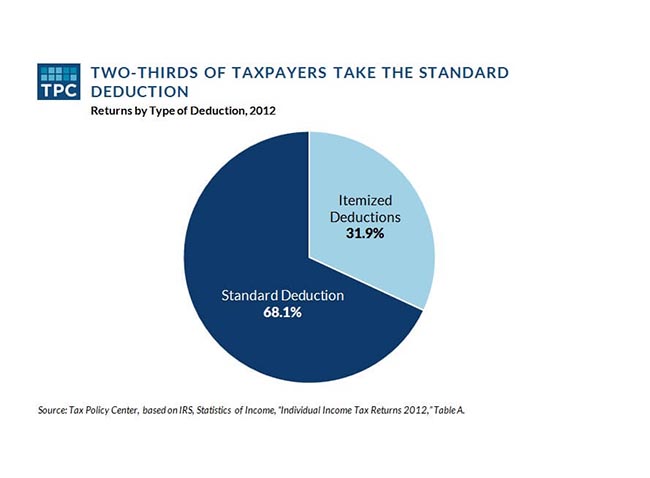 TPC
TWO-THIRDS OF TAXPAYERS TAKE THE STANDARD
DEDUCTION
Returns by Type of Deduction, 2012
Itemized
Deductions
31.9%
Standard Deduction
68.1%
Source: Tax Policy Center, based on IRS, Statistics of Income, "Individual Income Tax Returns 2012," Table A.